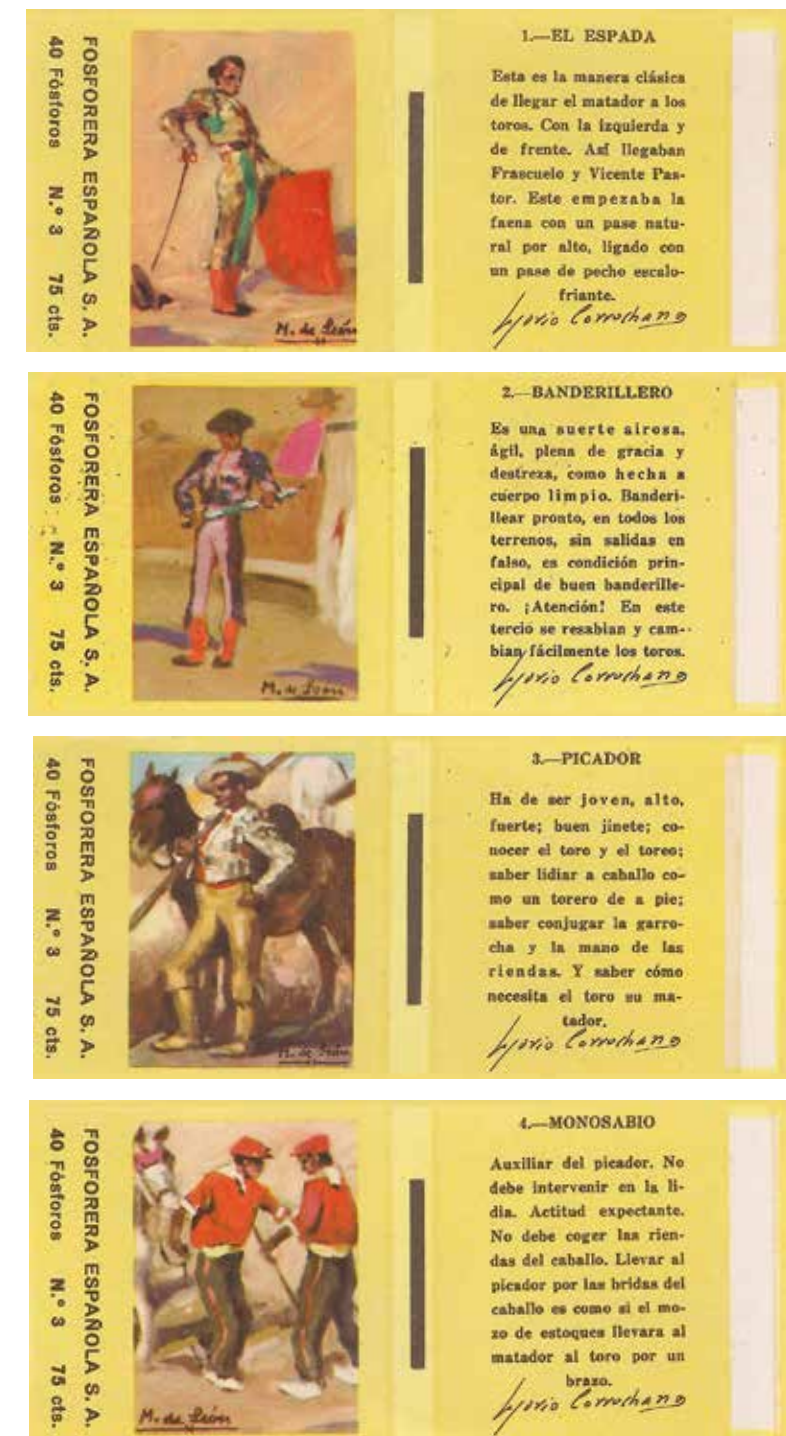 FOSFORERA ESPAÑOLA S. A.
40 Fósforos N.º 3 75 cts.
M. de León
1.—EL ESPADA
Esta es la manera clásica
de llegar el matador a los
toros. Con la izquierda y
de frente. Así llegaban
Frascuelo y Vicente Pas-
tor. Este empezaba la
faena con un pase natu-
ral por alto, ligado con
un pase de pecho escalo-
friante.
Gregorio Corrochano
FOSFORERA ESPAÑOLA S. A.
40 Fósforos N.º 3 75 cts.
M. de León
2.—BANDERILLERO
Es una suerte airosa,
ágil, plena de gracia y
destreza, como hecha a
cuerpo limpio. Banderi-
llear pronto, en todos los
terrenos, sin salidas en
falso, es condición prin-
cipal de buen banderille-
ro. ¡Atención! En este
tercio se resabian y cam-
bian fácilmente los toros.
Gregorio Corrochano
FOSFORERA ESPAÑOLA S. A.
40 Fósforos N.º 3 75 cts.
M. de León
3.—PICADOR
Ha de ser joven, alto,
fuerte; buen jinete; co-
nocer el toro y el toreo;
saber lidiar a caballo co-
mo un torero de a pie;
saber conjugar la garro-
cha y la mano de las
riendas. Y saber cómo
necesita el toro su ma-
tador.
Gregorio Corrochano
FOSFORERA ESPAÑOLA S. A.
40 Fósforos N.º 3 75 cts.
M. de León
4.—MONOSABIO
Auxiliar del picador. No
debe intervenir en la li-
dia. Actitud expectante.
No debe coger las rien-
das del caballo. Llevar al
picador por las bridas del
caballo es como si el mo-
zo de estoques llevara al
matador al toro por un
brazo.
Gregorio Corrochano